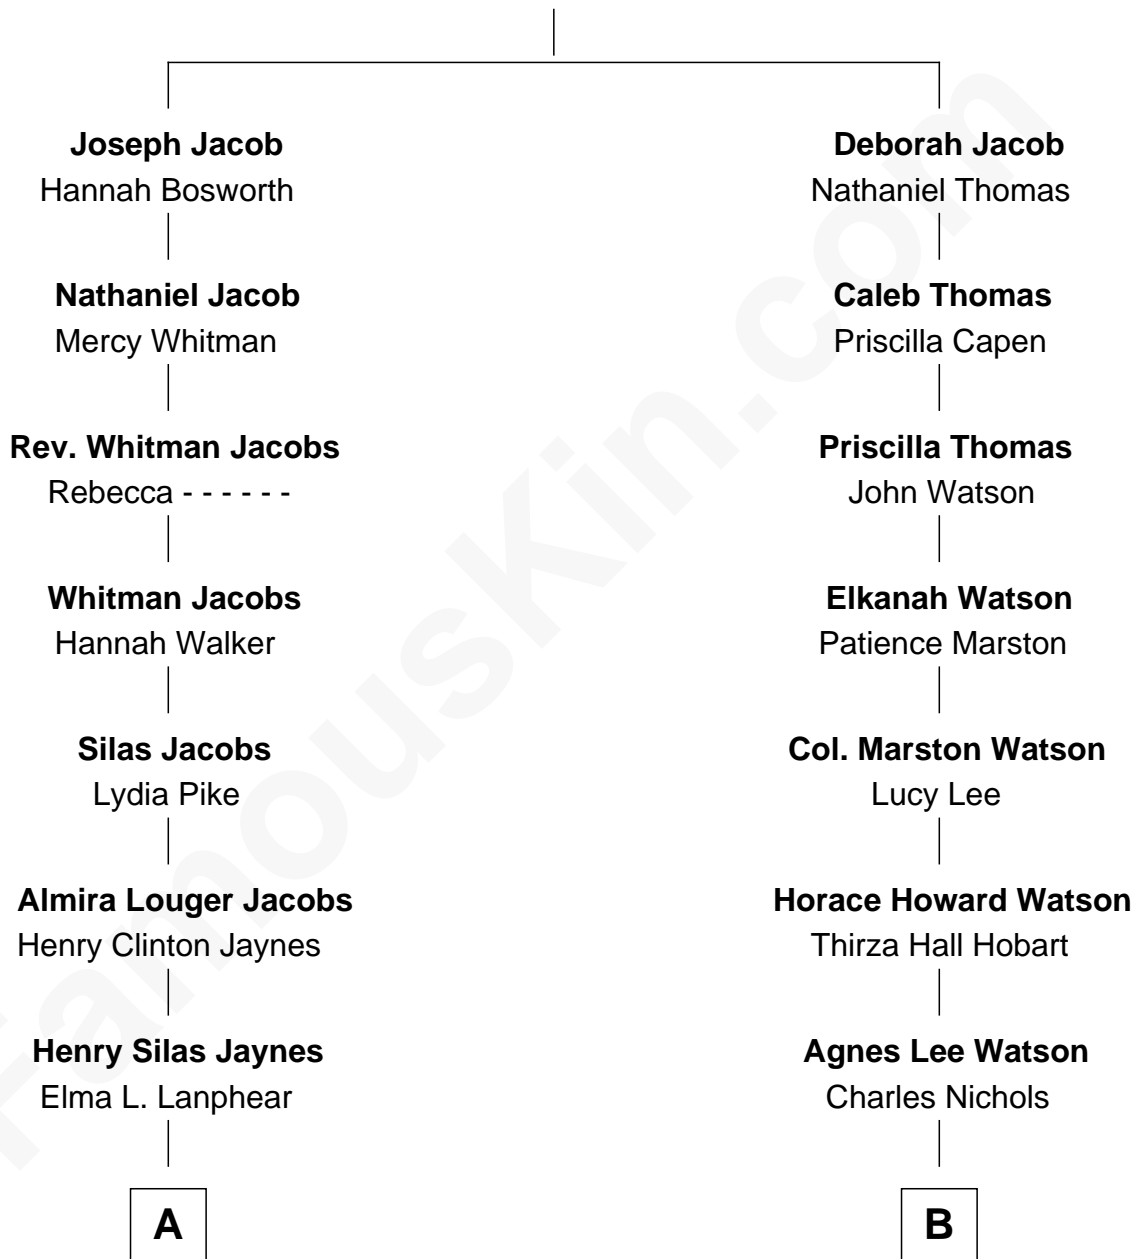 Joseph Jacob
Hannah Bosworth
Nathaniel Jacob
Mercy Whitman
Rev. Whitman Jacobs
Rebecca - - - - - -
Whitman Jacobs
Hannah Walker
Silas Jacobs
Lydia Pike
Almira Louger Jacobs
Henry Clinton Jaynes
Henry Silas Jaynes
Elma L. Lanphear
A
Deborah Jacob
Nathaniel Thomas
Caleb Thomas
Priscilla Capen
Priscilla Thomas
John Watson
Elkanah Watson
Patience Marston
Col. Marston Watson
Lucy Lee
Horace Howard Watson
Thirza Hall Hobart
Agnes Lee Watson
Charles Nichols
B
FamousKin.com